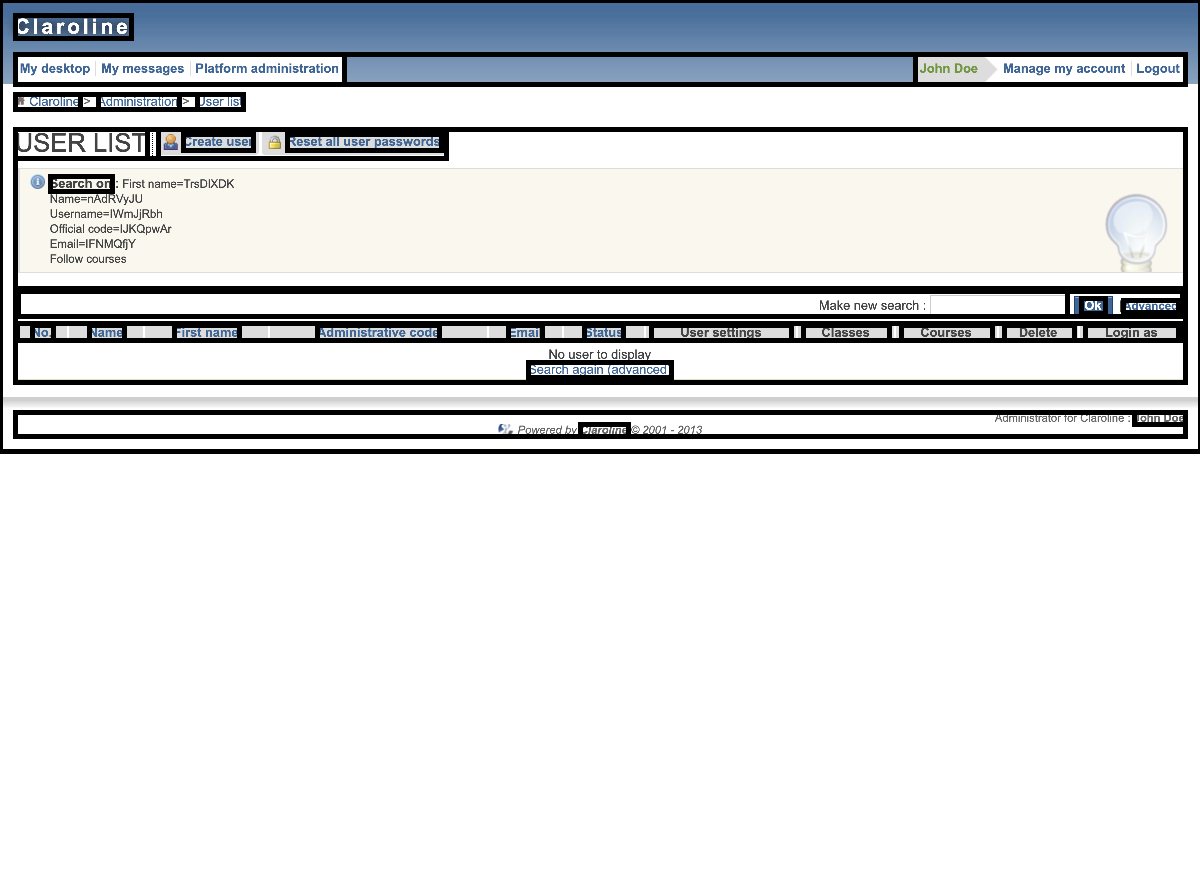 Claroline
My desktop My messages Platform administration John Doe Manage my account Logout
Claroline > Administration > User list
USER LIST Create user Reset all user passwords
Search on : First name=TrsDlXDK
Name=nAdRVyJU
Username=IWmJjRbh
Official code=IJKQpwAr
Email=IFNMQfjY
Follow courses
Make new search : Ok Advanced
No. Name First name Administrative code Email Status User settings Classes Courses Delete Login as
No user to display
Search again (advanced)
Administrator for Claroline : John Doe
Powered by Claroline © 2001 - 2013